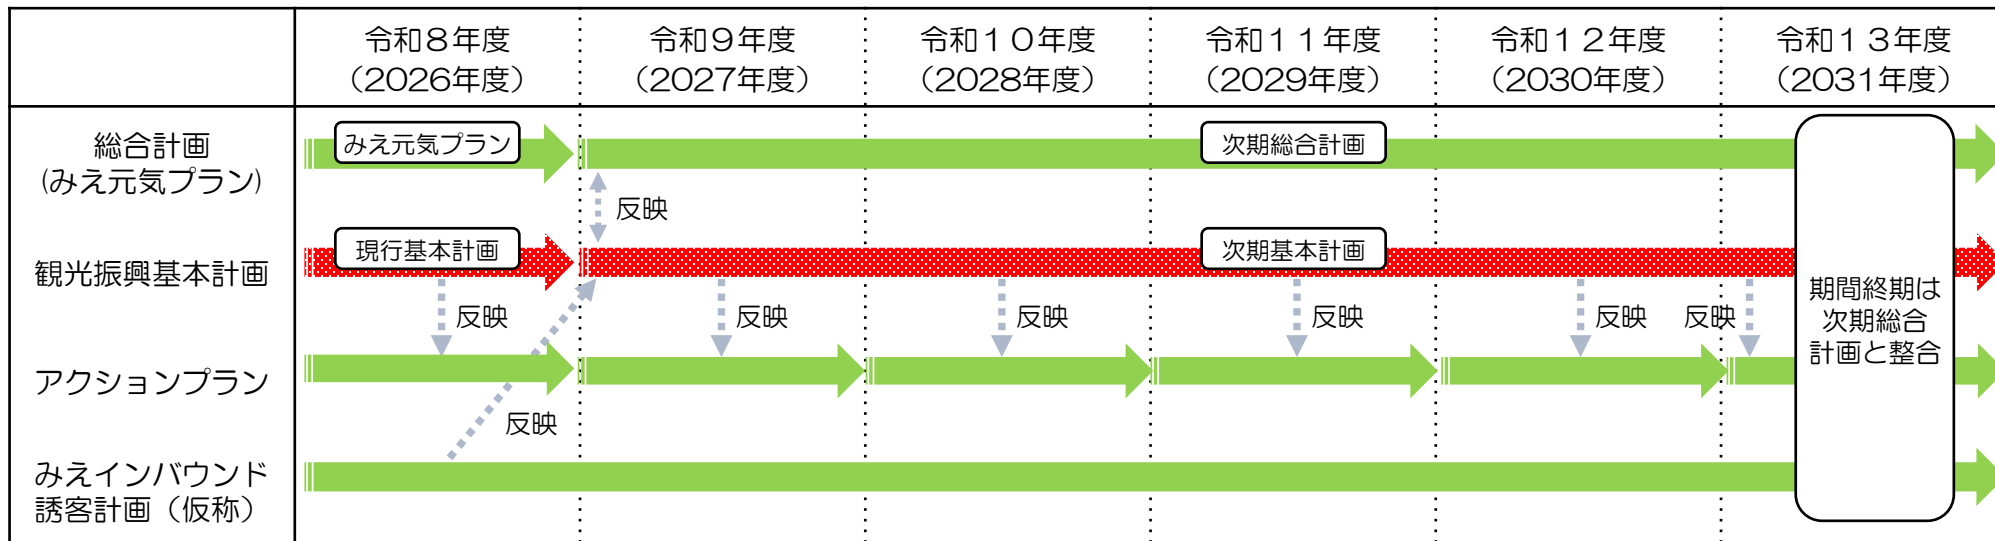 令和８年度
（2026年度）
令和９年度
（2027年度）
令和１０年度
（2028年度）
令和１１年度
（2029年度）
令和１２年度
（2030年度）
令和１３年度
（2031年度）
総合計画
(みえ元気プラン)
みえ元気プラン
次期総合計画
反映
観光振興基本計画
現行基本計画
次期基本計画
反映
反映
反映
反映
反映
反映
期間終期は
次期総合
計画と整合
アクションプラン
反映
みえインバウンド
誘客計画（仮称）